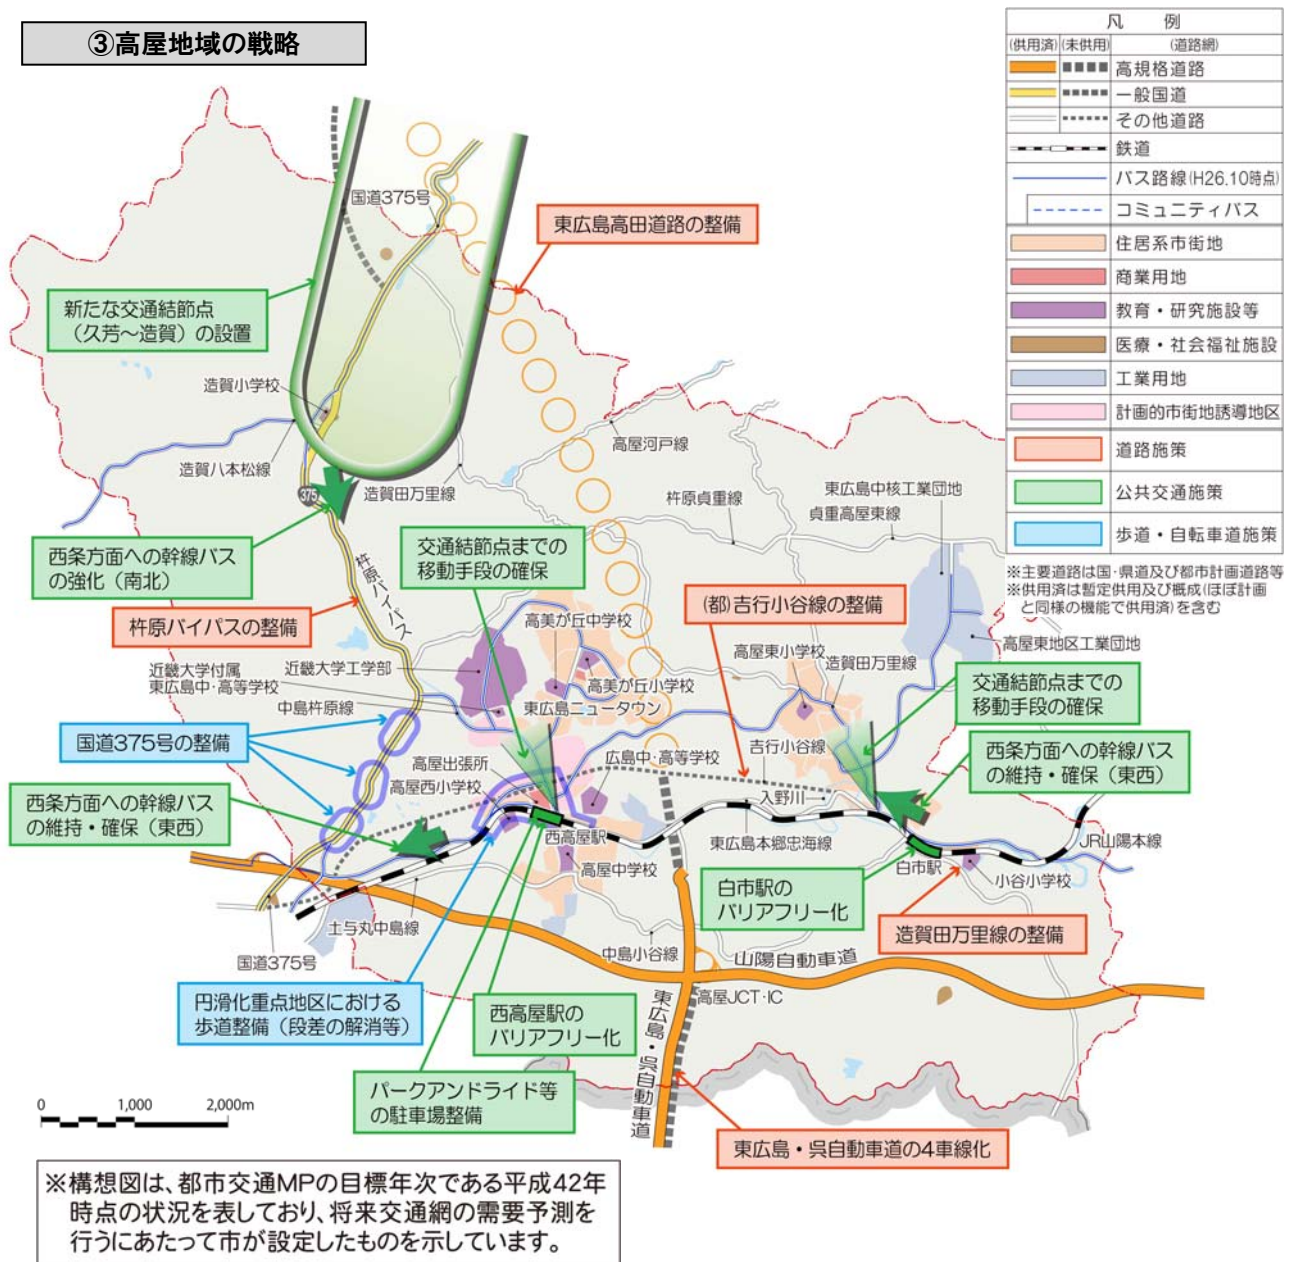 ③高屋地域の戦略
凡 例
(供用済)
(未供用)
(道路網)
高規格道路
一般国道
その他道路
鉄道
バス路線(H26.10時点)
コミュニティバス
住居系市街地
商業用地
教育・研究施設等
医療・社会福祉施設
工業用地
計画的市街地誘導地区
道路施策
公共交通施策
歩道・自転車道施策
※主要道路は国・県道及び都市計画道路等
※供用済は暫定供用及び概成(ほぼ計画
と同様の機能で供用済)を含む
国道375号
東広島高田道路の整備
新たな交通結節点
（久芳～造賀）の設置
造賀小学校
高屋河戸線
造賀八本松線
造賀田万里線
375
杵原貞重線
東広島中核工業団地
貞重高屋東線
西条方面への幹線バス
の強化（南北）
交通結節点までの
移動手段の確保
杵原バイパス
杵原バイパスの整備
(都)吉行小谷線の整備
高美が丘中学校
高屋東小学校
高屋東地区工業団地
造賀田万里線
近畿大学付属
東広島中・高等学校
近畿大学工学部
高美が丘小学校
東広島ニュータウン
中島杵原線
交通結節点までの
移動手段の確保
国道375号の整備
高屋出張所
広島中・高等学校
吉行小谷線
西条方面への幹線バス
の維持・確保（東西）
高屋西小学校
入野川
西条方面への幹線バス
の維持・確保（東西）
西高屋駅
東広島本郷忠海線
JR山陽本線
高屋中学校
白市駅
小谷小学校
白市駅の
バリアフリー化
土与丸中島線
中島小谷線
造賀田万里線の整備
国道375号
山陽自動車道
高屋JCT・IC
円滑化重点地区における
歩道整備（段差の解消等）
西高屋駅の
バリアフリー化
東広島・呉自動車道
パークアンドライド等
の駐車場整備
0 1,000 2,000m
東広島・呉自動車道の4車線化
※構想図は、都市交通MPの目標年次である平成42年
時点の状況を表しており、将来交通網の需要予測を
行うにあたって市が設定したものを示しています。